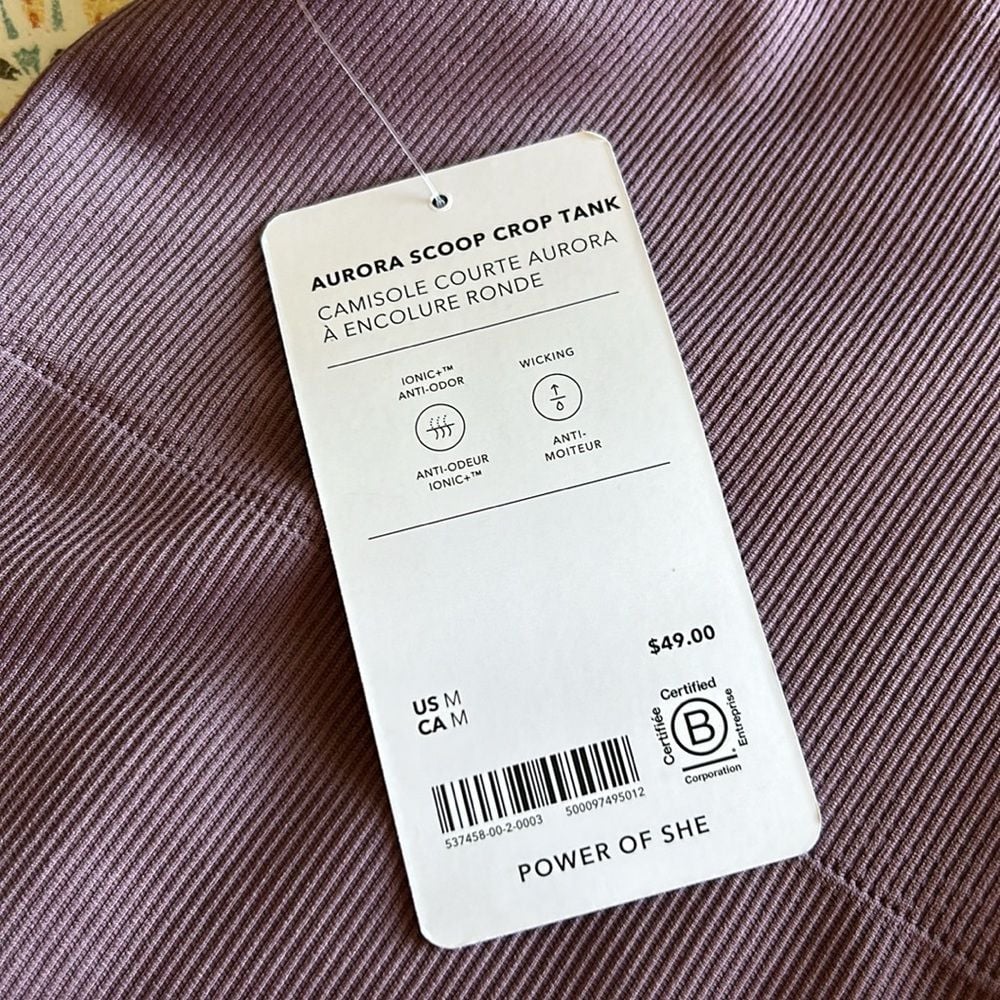 AURORA SCOOP CROP TANK
CAMISOLE COURTE AURORA
À ENCOLURE RONDE
IONIC+™
ANTI-ODOR
ANTI-ODEUR
IONIC+™
WICKING
ANTI-
MOITEUR
$49.00
US M
CA M
Certified
Certifiée
B
Entreprise
Corporation
537458-00-2-0003 500097495012
POWER OF SHE